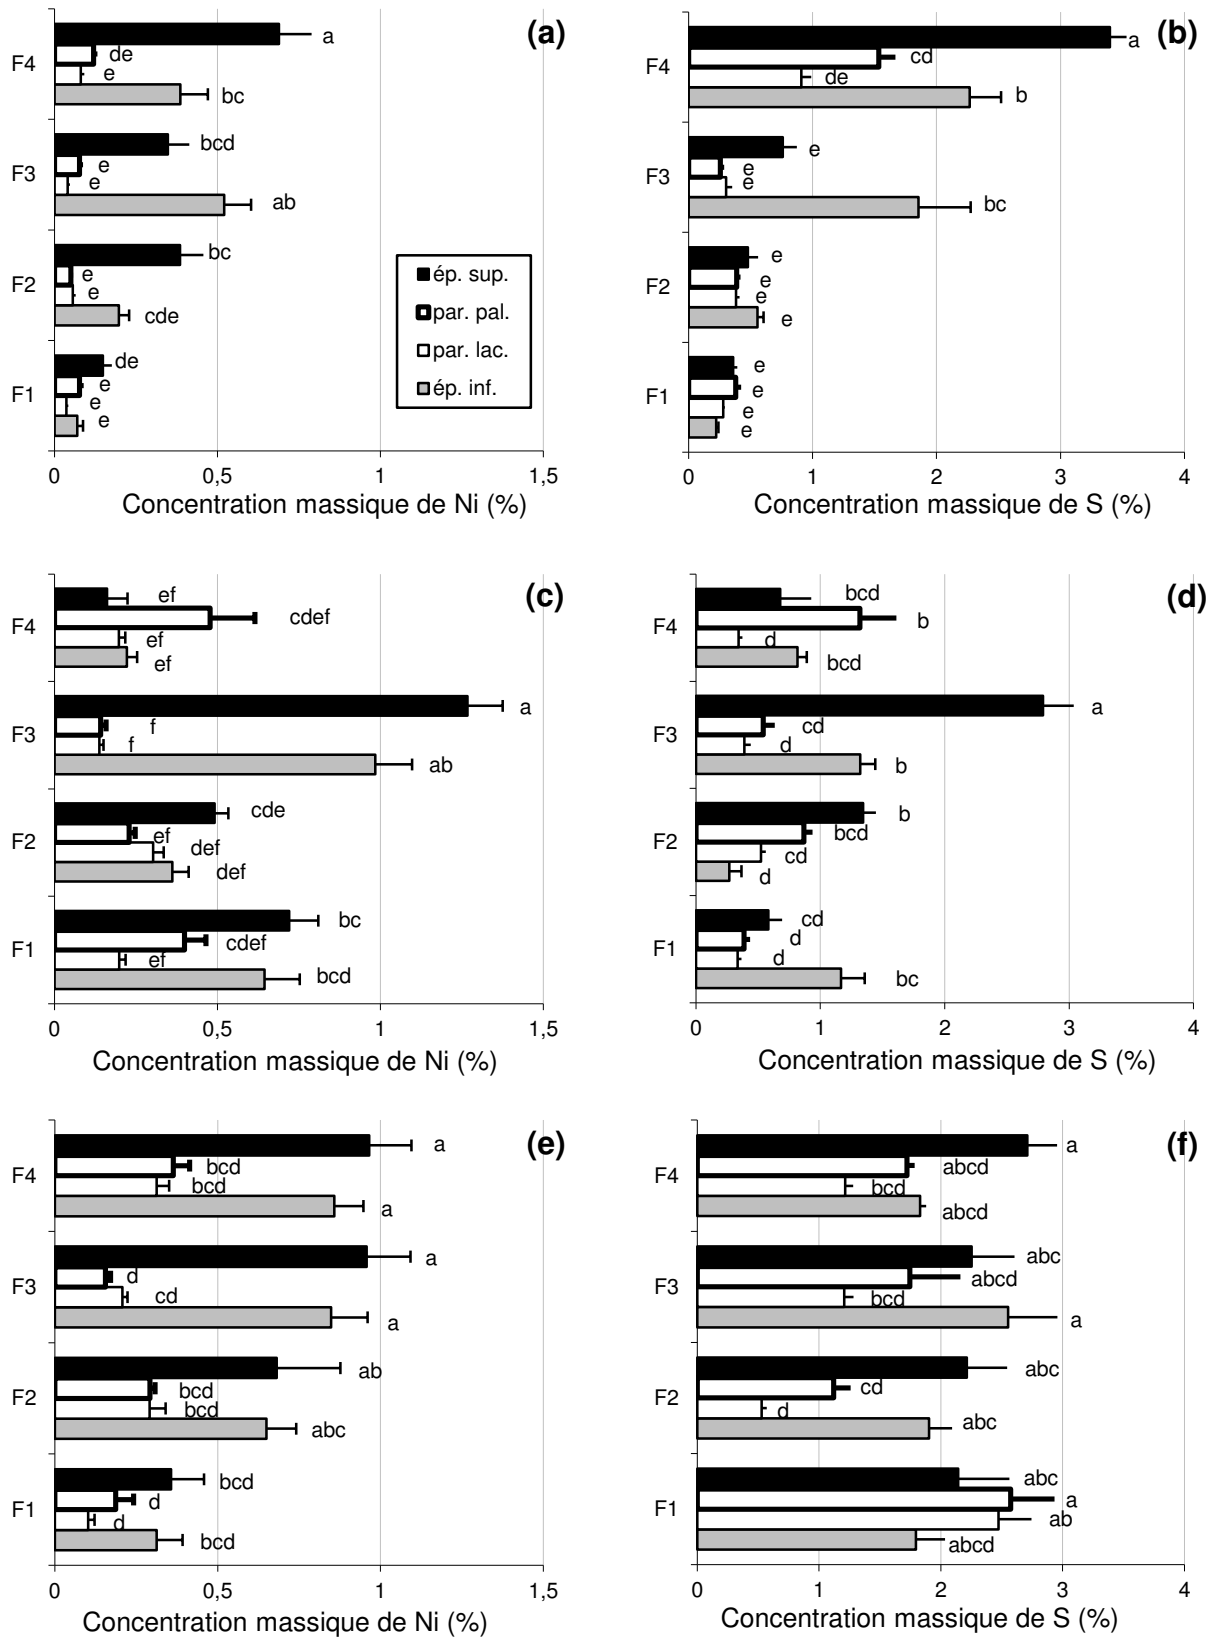 (a)
F4
a
de
e
bc
F3
bcd
e
e
ab
F2
bc
e
e
cde
F1
de
e
e
e
ép. sup.
par. pal.
par. lac.
ép. inf.
0 0,5 1 1,5
Concentration massique de Ni (%)
(b)
F4
a
cd
de
b
F3
e
e
e
bc
F2
e
e
e
e
F1
e
e
e
e
0 1 2 3 4
Concentration massique de S (%)
(c)
F4
ef
cdef
ef
ef
F3
a
f
f
ab
F2
cde
ef
def
def
F1
bc
cdef
ef
bcd
0 0,5 1 1,5
Concentration massique de Ni (%)
(d)
F4
bcd
b
d
bcd
F3
a
cd
d
b
F2
b
bcd
cd
d
F1
cd
d
d
bc
0 1 2 3 4
Concentration massique de S (%)
(e)
F4
a
bcd
bcd
a
F3
a
d
cd
a
F2
ab
bcd
bcd
abc
F1
bcd
d
d
bcd
0 0,5 1 1,5
Concentration massique de Ni (%)
(f)
F4
a
abcd
bcd
abcd
F3
abc
abcd
bcd
a
F2
abc
cd
d
abc
F1
abc
a
ab
abcd
0 1 2 3 4
Concentration massique de S (%)